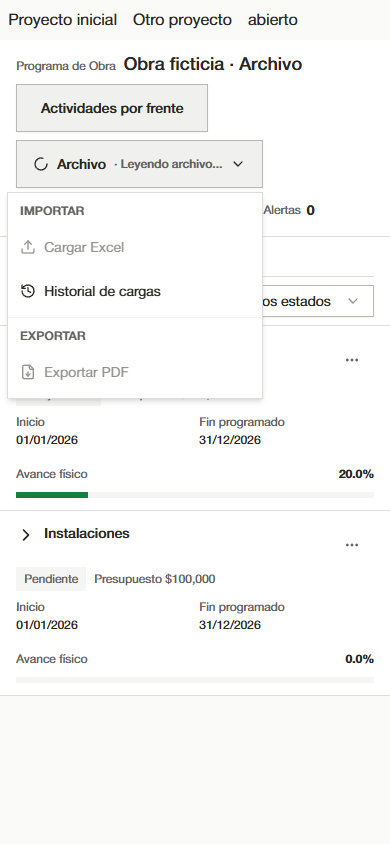 Proyecto inicial Otro proyecto abierto
Programa de Obra Obra ficticia · Archivo
Actividades por frente
Archivo · Leyendo archivo...
IMPORTAR
Alertas 0
Cargar Excel
Historial de cargas
os estados
EXPORTAR
Exportar PDF
Inicio Fin programado
01/01/2026 31/12/2026
Avance físico 20.0%
Instalaciones
Pendiente Presupuesto $100,000
Inicio Fin programado
01/01/2026 31/12/2026
Avance físico 0.0%